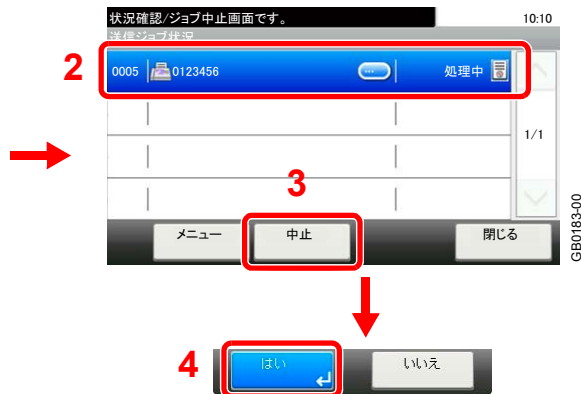 状況確認/ジョブ中止画面です。 10:10
送信ジョブ状況
2
0005 0123456 処理中
1/1
3
メニュー 中止 閉じる
GB0183-00
4
はい いいえ